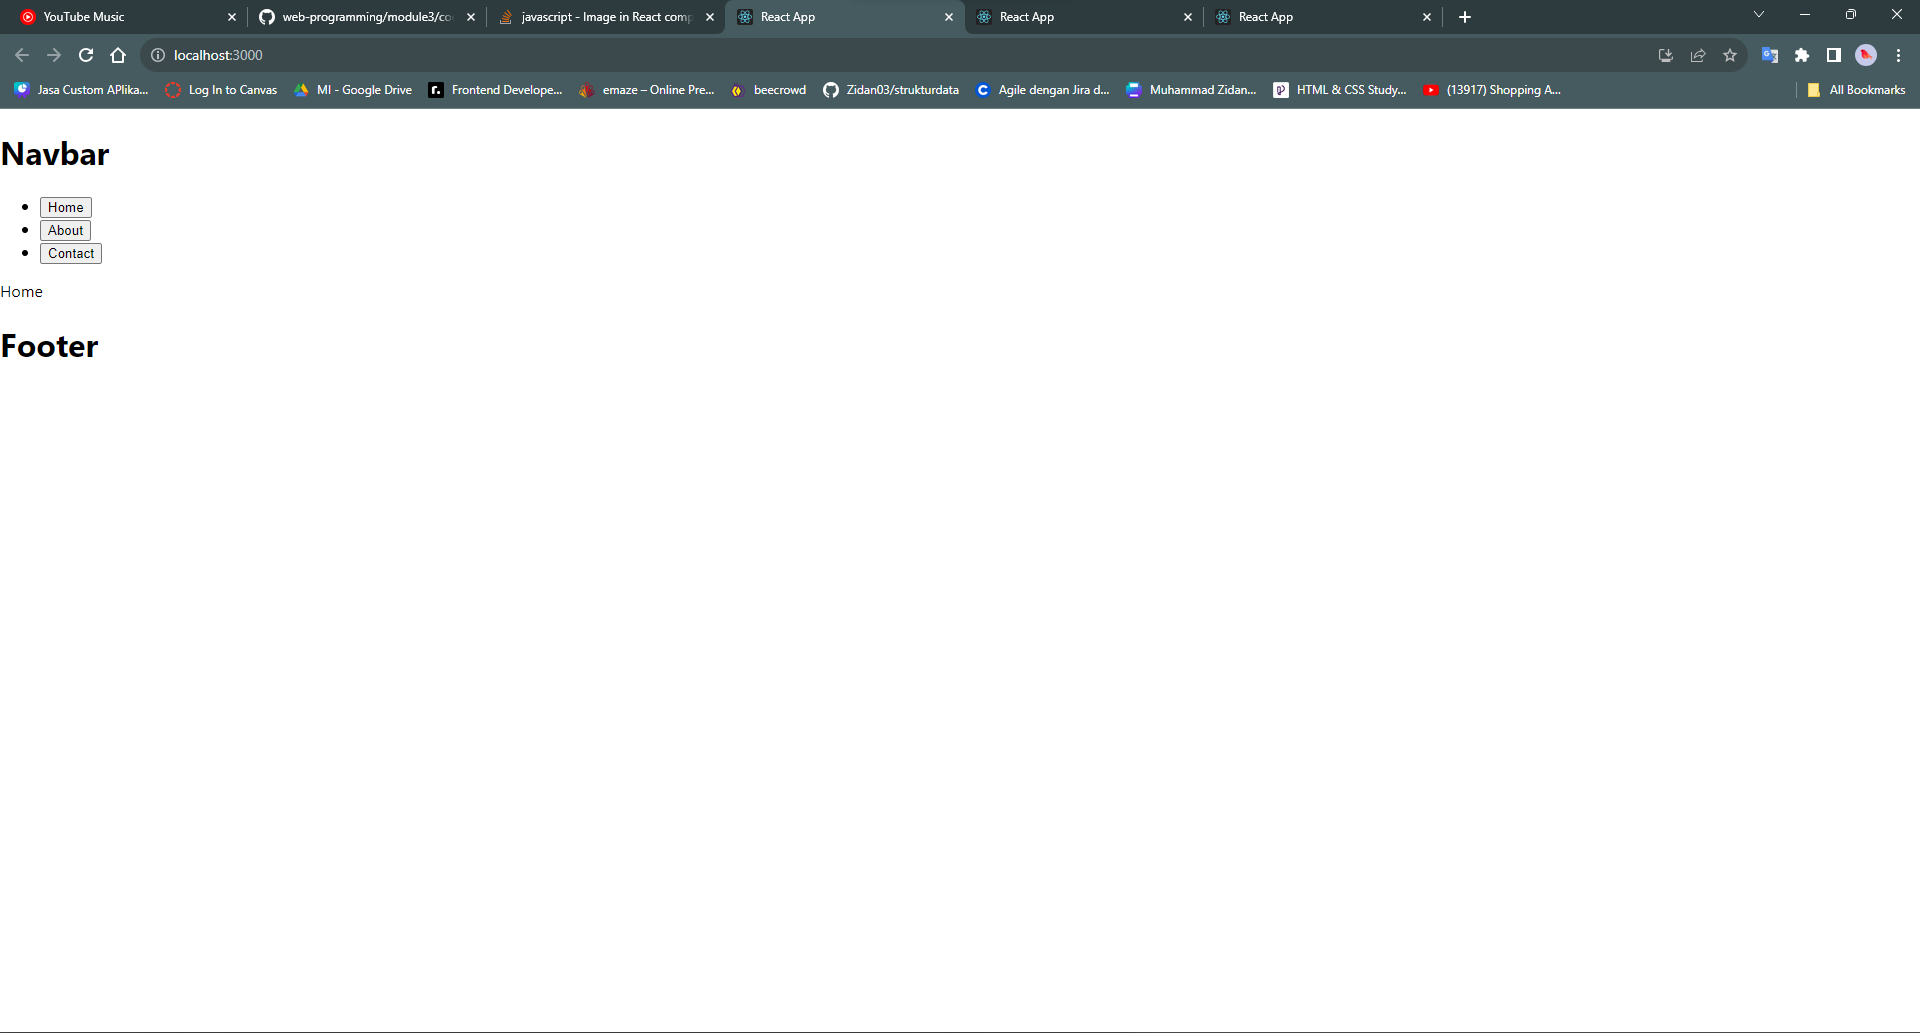 YouTube Music
web-programming/module3/co
javascript - Image in React comp
React App
React App
React App
localhost:3000
Jasa Custom APlika...
Log In to Canvas
MI - Google Drive
Frontend Develope...
emaze – Online Pre...
beecrowd
Zidan03/strukturdata
Agile dengan Jira d...
Muhammad Zidan...
HTML & CSS Study...
(13917) Shopping A...
All Bookmarks
Navbar
Home
About
Contact
Home
Footer